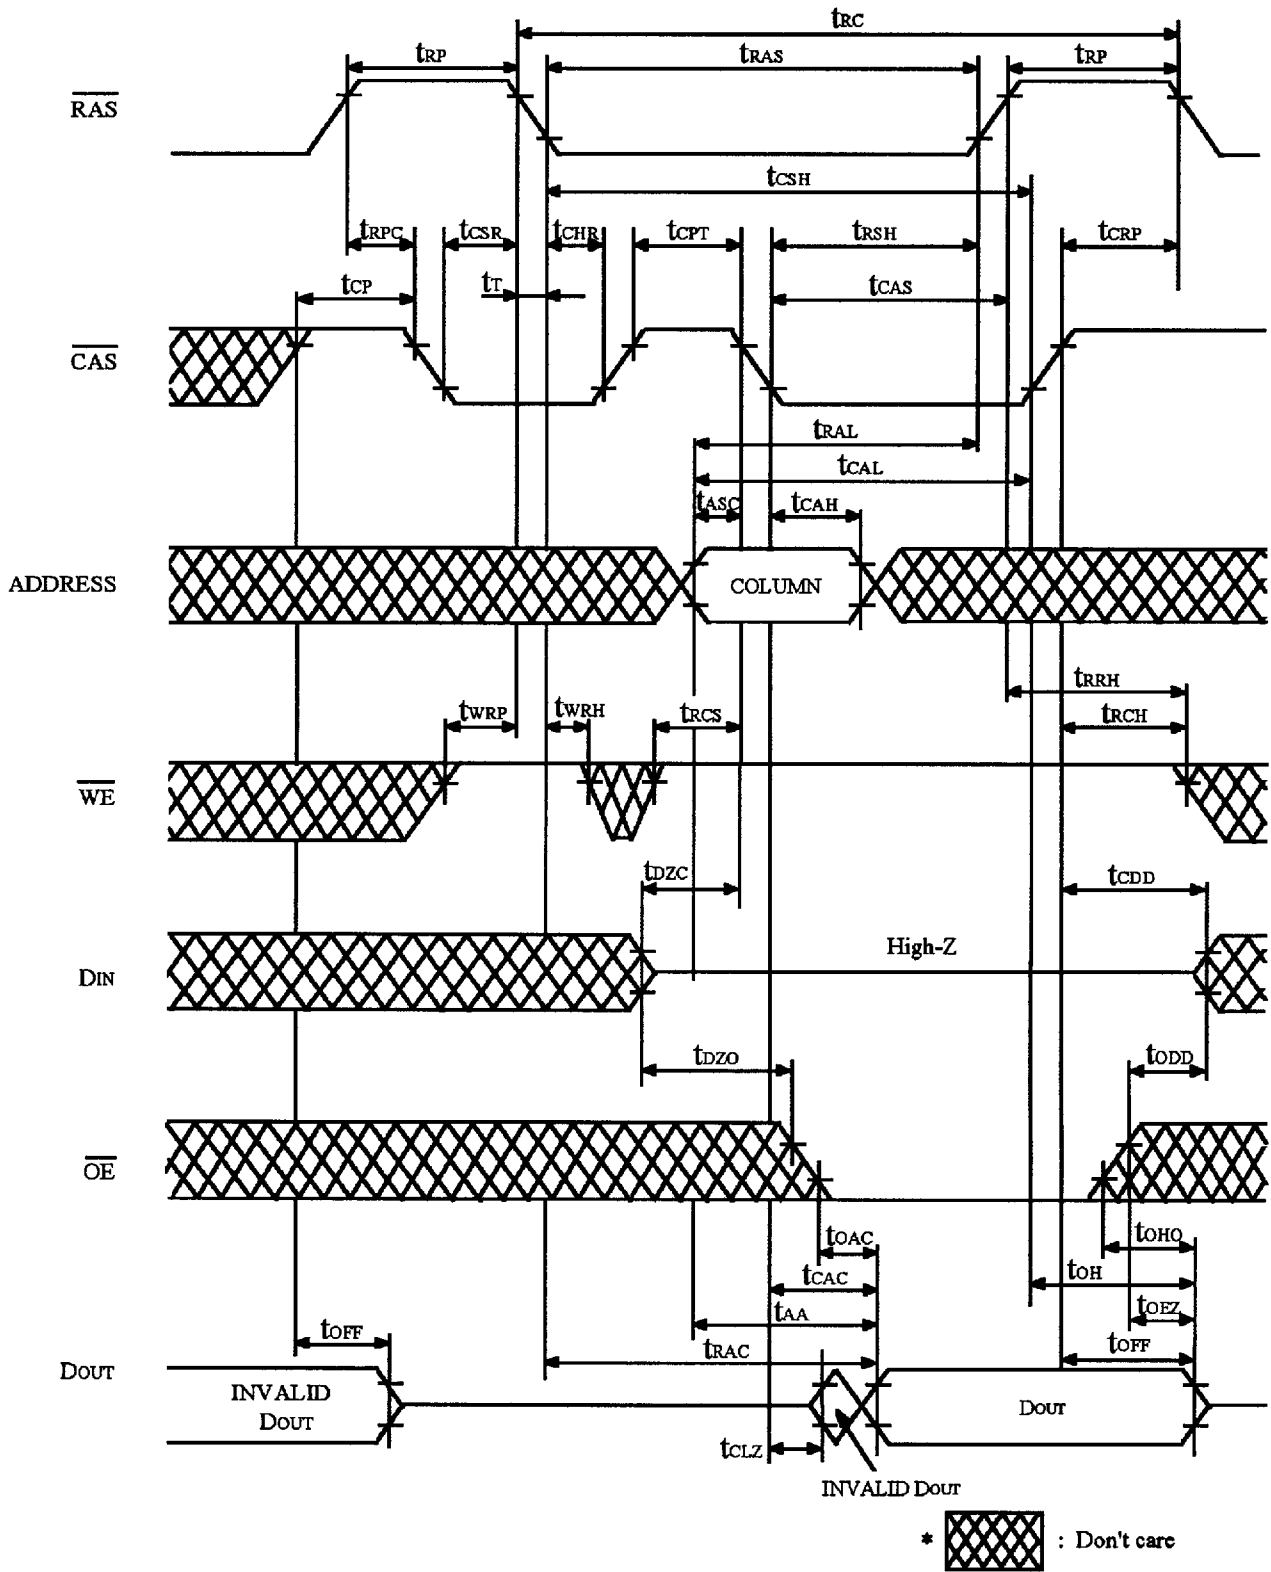 tRC
tRP tRAS tRP
RAS
tCSH
tRPC tCSR tCHR tCPT tRSH tCRP
tCP tT tCAS
CAS
tRAL
tCAL
tASC tCAH
ADDRESS COLUMN
tRRH
tWRP tWRH tRCS tRCH
WE
tDZC tCDD
High-Z
DIN
tDZO tODD
OE
tOAC tOHO
tCAC tOH
tAA tOEZ
tOFF tRAC tOFF
DOUT
INVALID
DOUT
DOUT
tCLZ
INVALID DOUT
* : Don't care